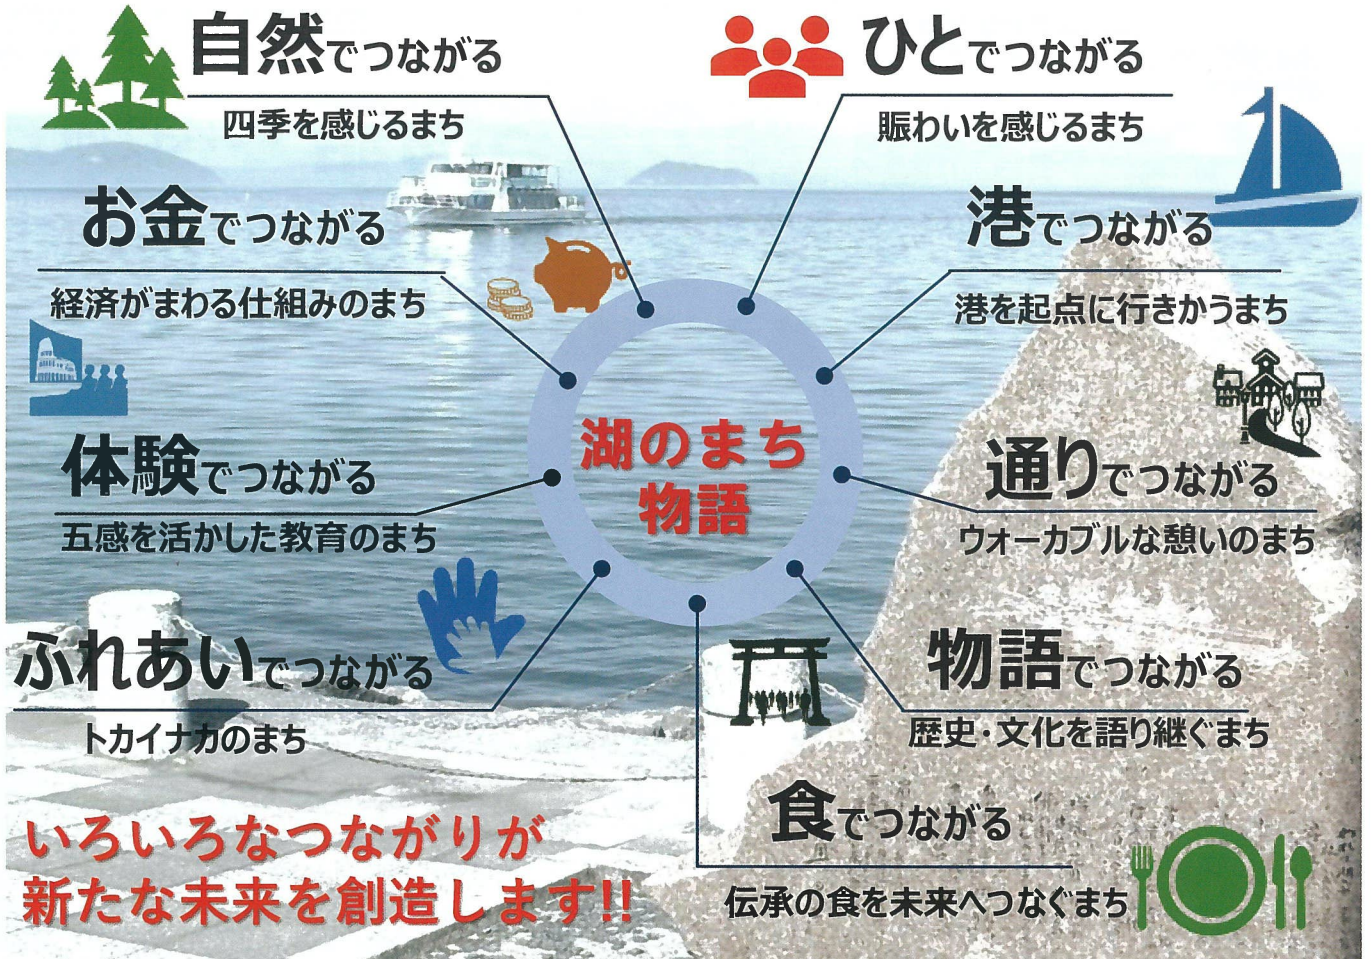 自然でつながる
四季を感じるまち
ひとでつながる
賑わいを感じるまち
お金でつながる
経済がまわる仕組みのまち
港でつながる
港を起点に行きかうまち
体験でつながる
五感を活かした教育のまち
湖のまち
物語
通りでつながる
ウォーカブルな憩いのまち
ふれあいでつながる
トカイナカのまち
物語でつながる
歴史・文化を語り継ぐまち
食でつながる
伝承の食を未来へつなぐまち
いろいろなつながりが
新たな未来を創造します!!